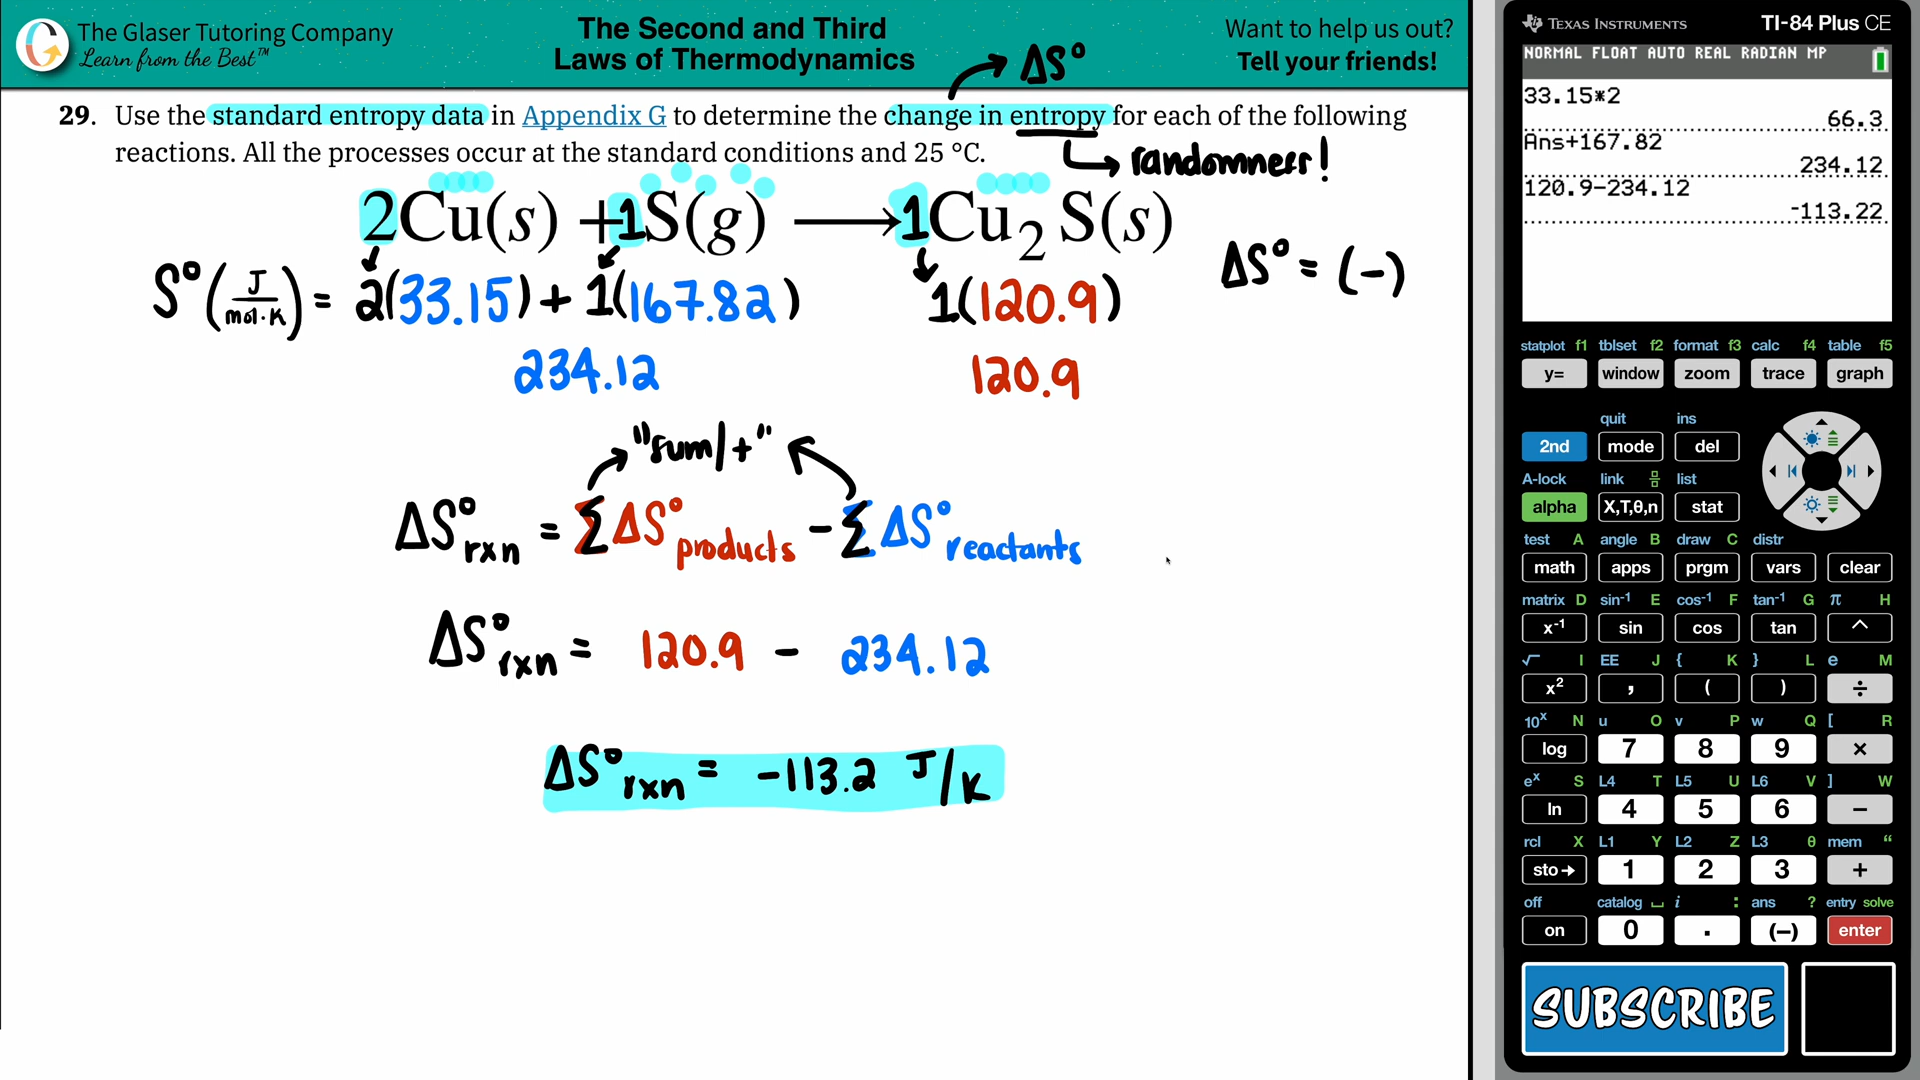 The Glaser Tutoring Company
Learn from the Best™
The Second and Third
Laws of Thermodynamics
Want to help us out?
Tell your friends!
ΔS°
29. Use the standard entropy data in Appendix G to determine the change in entropy for each of the following
reactions. All the processes occur at the standard conditions and 25 °C.
randomness!
2Cu(s) + 1S(g) ⟶ 1Cu₂S(s)
S° (J/mol·K) = 2(33.15) + 1(167.82) 1(120.9)
ΔS° = (-)
234.12 120.9
"sum/+"
ΔS°rxn = ΣΔS°products - ΣΔS°reactants
ΔS°rxn = 120.9 - 234.12
ΔS°rxn = -113.2 J/K
TEXAS INSTRUMENTS TI-84 Plus CE
NORMAL FLOAT AUTO REAL RADIAN MP
33.15*2
66.3
Ans+167.82
234.12
120.9-234.12
-113.22
statplot f1 tblset f2 format f3 calc f4 table f5
y= window zoom trace graph
quit ins
2nd mode del
A-lock link list
alpha X,T,θ,n stat
test A angle B draw C distr
math apps prgm vars clear
matrix D sin⁻¹ E cos⁻¹ F tan⁻¹ G π H
x⁻¹ sin cos tan ^
√ I EE J { K } L e M
x² , ( ) ÷
10ˣ N u O v P w Q [ R
log 7 8 9 ×
eˣ S L4 T L5 U L6 V ] W
ln 4 5 6 −
rcl X L1 Y L2 Z L3 θ mem "
sto→ 1 2 3 +
off catalog ⎵ i : ans ? entry solve
on 0 . (−) enter
SUBSCRIBE